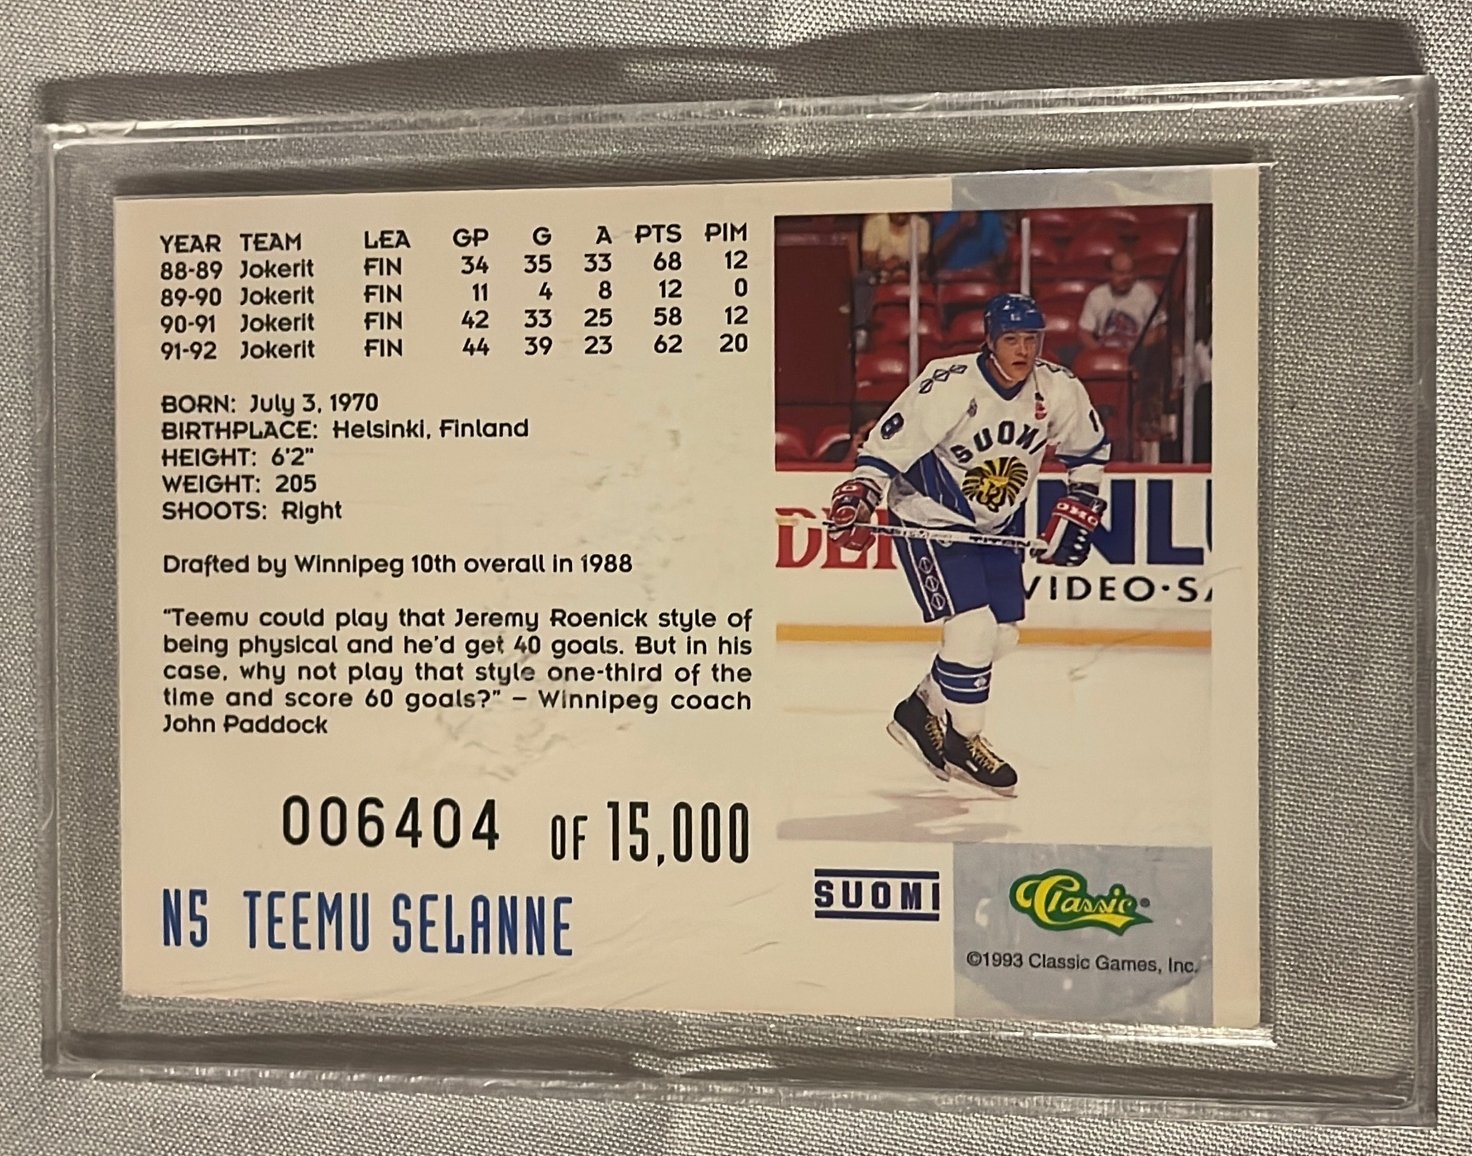 YEAR TEAM LEA GP G A PTS PIM
88-89 Jokerit FIN 34 35 33 68 12
89-90 Jokerit FIN 11 4 8 12 0
90-91 Jokerit FIN 42 33 25 58 12
91-92 Jokerit FIN 44 39 23 62 20
BORN: July 3, 1970
BIRTHPLACE: Helsinki, Finland
HEIGHT: 6'2"
WEIGHT: 205
SHOOTS: Right
Drafted by Winnipeg 10th overall in 1988
"Teemu could play that Jeremy Roenick style of
being physical and he'd get 40 goals. But in his
case, why not play that style one-third of the
time and score 60 goals?" – Winnipeg coach
John Paddock
006404 OF 15,000
N5 TEEMU SELANNE
8
SUOMI
VIDEO·S
SUOMI
Classic
©1993 Classic Games, Inc.